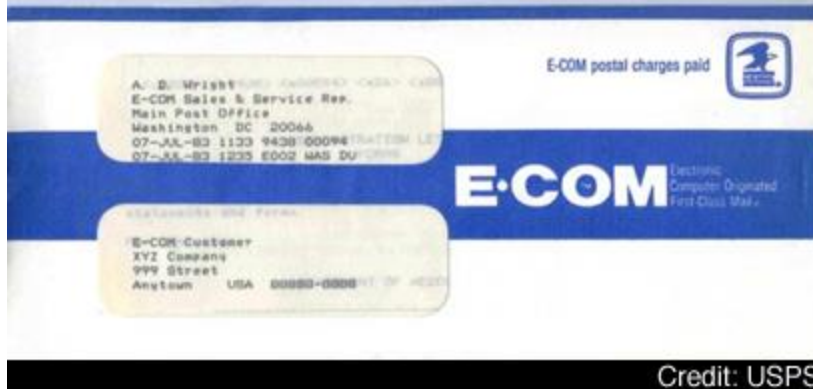 E-COM postal charges paid
A. D. Wright
E-COM Sales & Service Rep.
Main Post Office
Washington DC 20066
07-JUL-83 1133 9438 00094
07-JUL-83 1235 E002 WAS DU
E·COM
Electronic
Computer Originated
First-Class Mail
statements and forms
E-COM Customer
XYZ Company
999 Street
Anytown USA 00000-0000
Credit: USPS